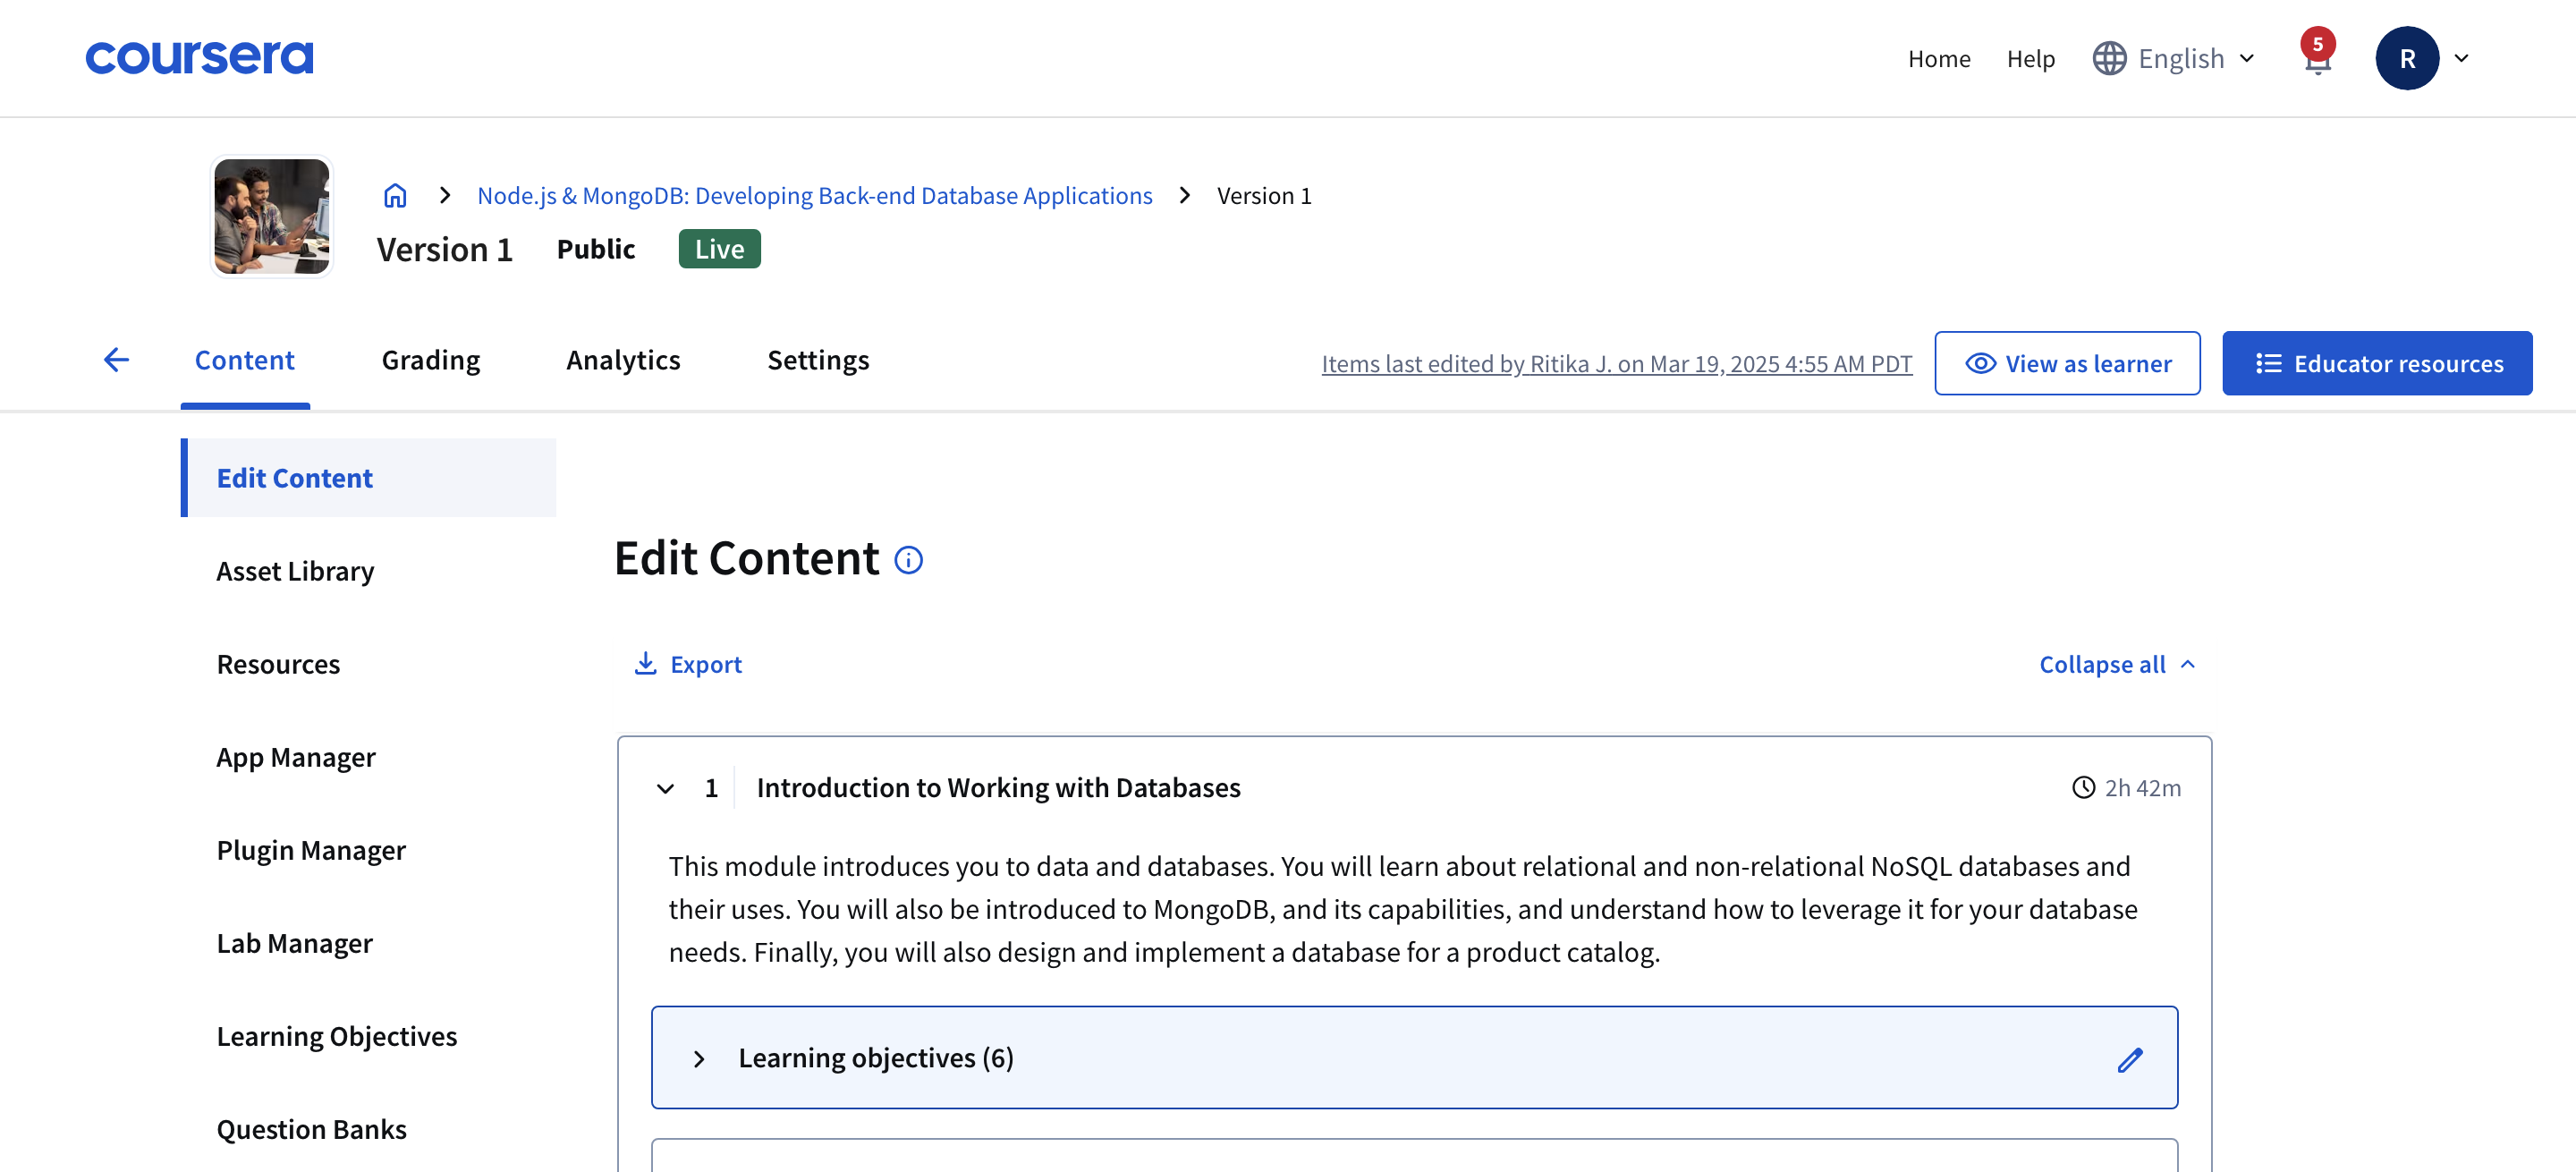 coursera
Home Help English 5 R
Node.js & MongoDB: Developing Back-end Database Applications Version 1
Version 1 Public Live
Content Grading Analytics Settings Items last edited by Ritika J. on Mar 19, 2025 4:55 AM PDT View as learner Educator resources
Edit Content
Asset Library
Resources
App Manager
Plugin Manager
Lab Manager
Learning Objectives
Question Banks
Edit Content
Export Collapse all
1 Introduction to Working with Databases 2h 42m
This module introduces you to data and databases. You will learn about relational and non-relational NoSQL databases and
their uses. You will also be introduced to MongoDB, and its capabilities, and understand how to leverage it for your database
needs. Finally, you will also design and implement a database for a product catalog.
Learning objectives (6)